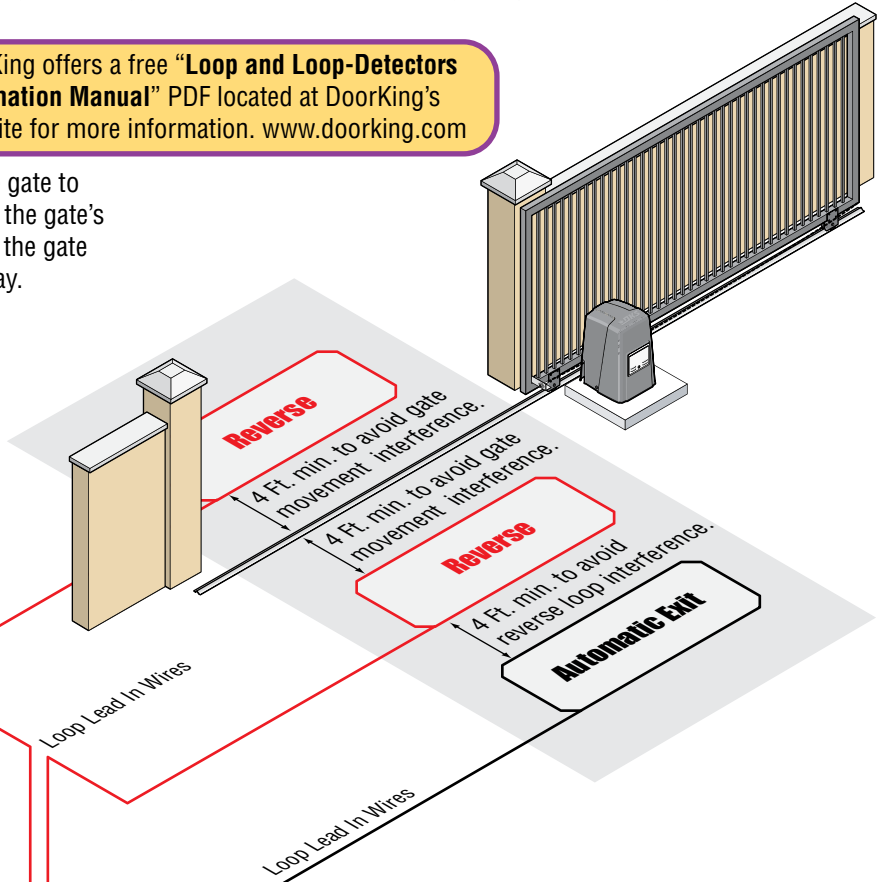 King offers a free “Loop and Loop-Detectors
mation Manual” PDF located at DoorKing's
ite for more information. www.doorking.com
gate to
the gate's
the gate
ay.
Reverse
4 Ft. min. to avoid gate
movement interference.
4 Ft. min. to avoid gate
movement interference.
Reverse
4 Ft. min. to avoid
reverse loop interference.
Automatic Exit
Loop Lead In Wires
Loop Lead In Wires